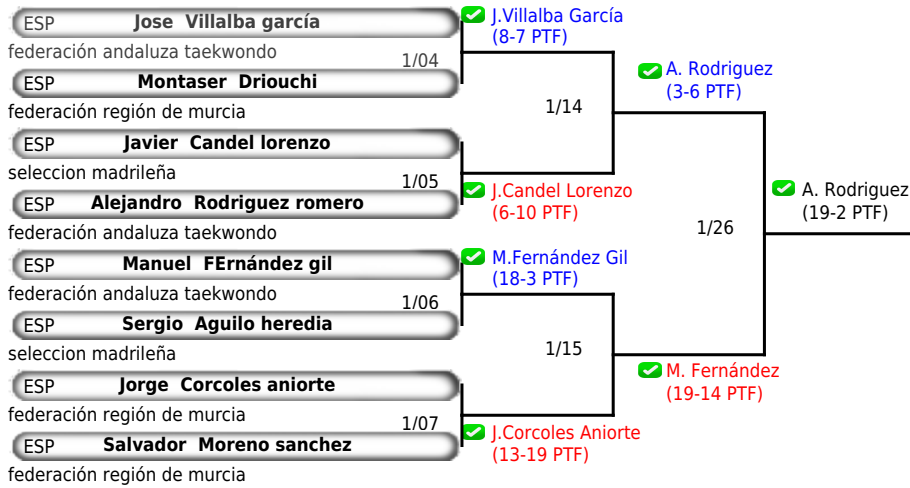 ESP Jose Villalba garcía
federación andaluza taekwondo
1/04
ESP Montaser Driouchi
federación región de murcia
ESP Javier Candel lorenzo
seleccion madrileña
1/05
ESP Alejandro Rodriguez romero
federación andaluza taekwondo
ESP Manuel FErnández gil
federación andaluza taekwondo
1/06
ESP Sergio Aguilo heredia
seleccion madrileña
ESP Jorge Corcoles aniorte
federación región de murcia
1/07
ESP Salvador Moreno sanchez
federación región de murcia
J.Villalba García
(8-7 PTF)
1/14
J.Candel Lorenzo
(6-10 PTF)
M.Fernández Gil
(18-3 PTF)
1/15
J.Corcoles Aniorte
(13-19 PTF)
A. Rodriguez
(3-6 PTF)
1/26
M. Fernández
(19-14 PTF)
A. Rodriguez
(19-2 PTF)